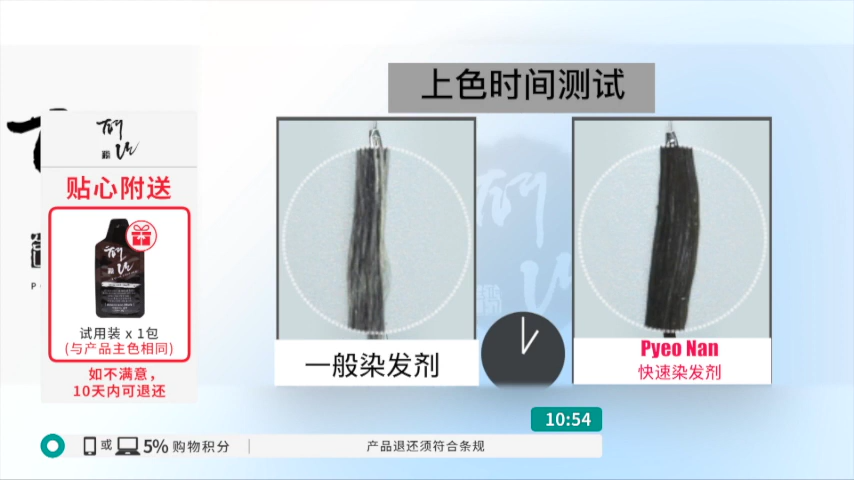 上色时间测试
贴心附送
试用装 x 1包
(与产品主色相同)
如不满意，
10天内可退还
一般染发剂
Pyeo Nan
快速染发剂
10:54
或 5% 购物积分
产品退还须符合条规